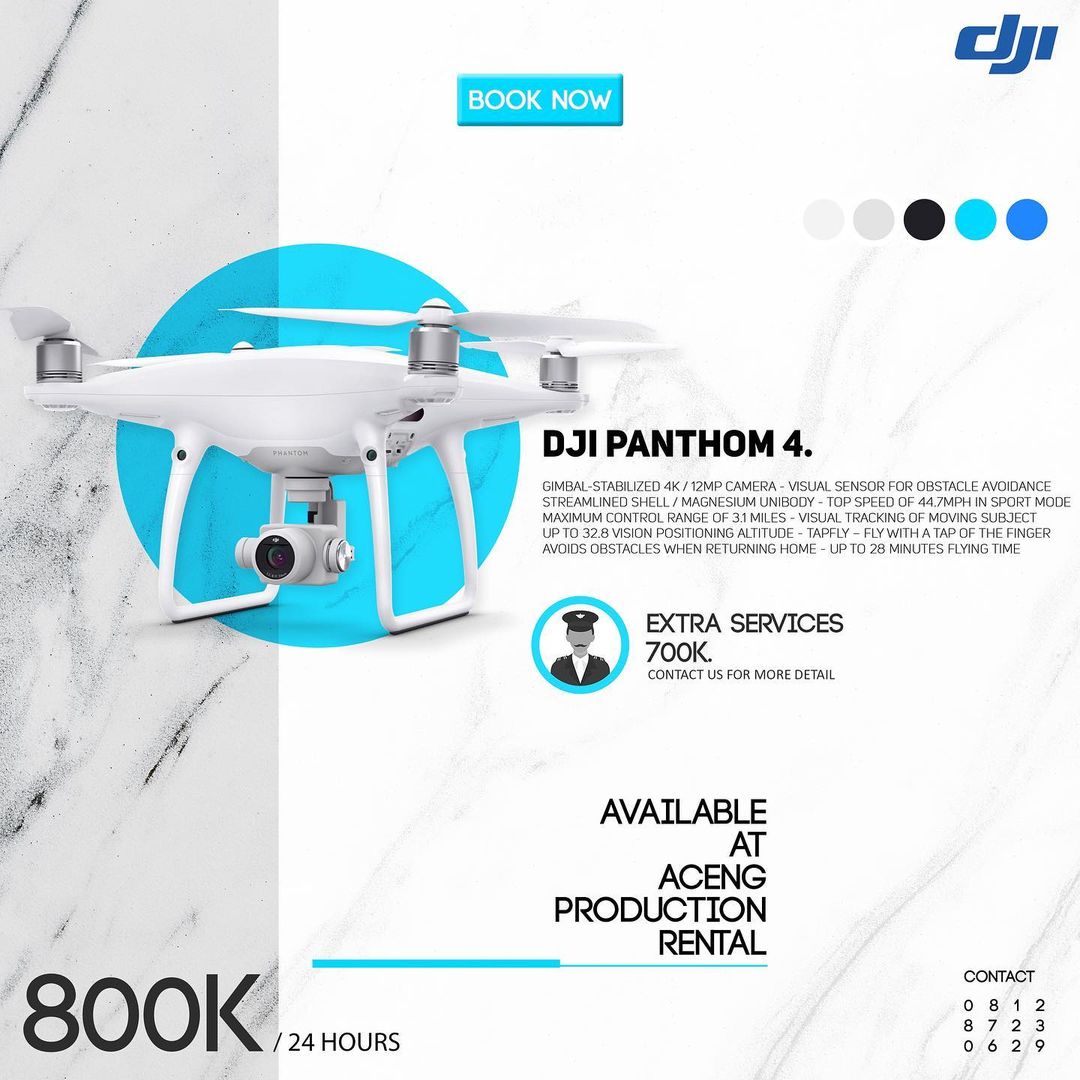 dji
BOOK NOW
PHANTOM
DJI PANTHOM 4.
GIMBAL-STABILIZED 4K / 12MP CAMERA - VISUAL SENSOR FOR OBSTACLE AVOIDANCE
STREAMLINED SHELL / MAGNESIUM UNIBODY - TOP SPEED OF 44.7MPH IN SPORT MODE
MAXIMUM CONTROL RANGE OF 3.1 MILES - VISUAL TRACKING OF MOVING SUBJECT
UP TO 32.8 VISION POSITIONING ALTITUDE - TAPFLY – FLY WITH A TAP OF THE FINGER
AVOIDS OBSTACLES WHEN RETURNING HOME - UP TO 28 MINUTES FLYING TIME
EXTRA SERVICES
700K.
CONTACT US FOR MORE DETAIL
AVAILABLE
AT
ACENG
PRODUCTION
RENTAL
800K / 24 HOURS
CONTACT
0 8 1 2
8 7 2 3
0 6 2 9